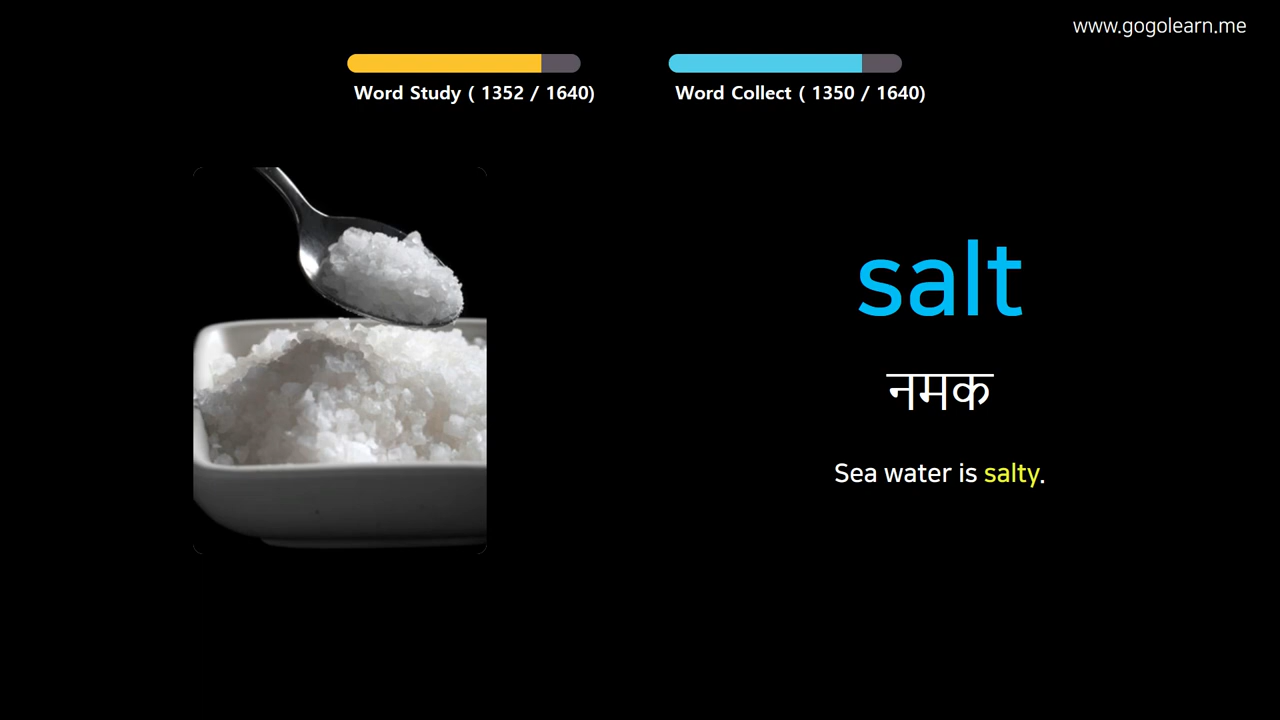 www.gogolearn.me
Word Study ( 1352 / 1640)
Word Collect ( 1350 / 1640)
salt
नमक
Sea water is salty.